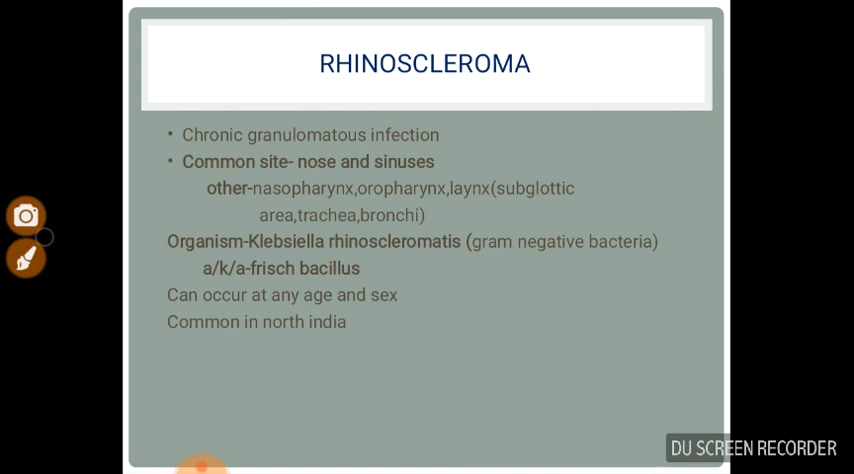 RHINOSCLEROMA
• Chronic granulomatous infection
• Common site- nose and sinuses
other-nasopharynx,oropharynx,laynx(subglottic
area,trachea,bronchi)
Organism-Klebsiella rhinoscleromatis (gram negative bacteria)
a/k/a-frisch bacillus
Can occur at any age and sex
Common in north india
DU SCREEN RECORDER